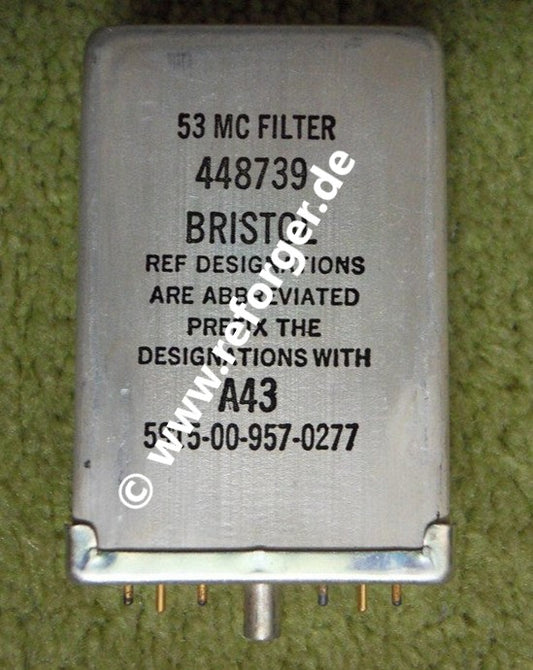 53 MC FILTER
448739
BRISTOL
REF DESIGNATIONS
ARE ABBREVIATED
PREFIX THE
DESIGNATIONS WITH
A43
5915-00-957-0277
© www.reforger.de